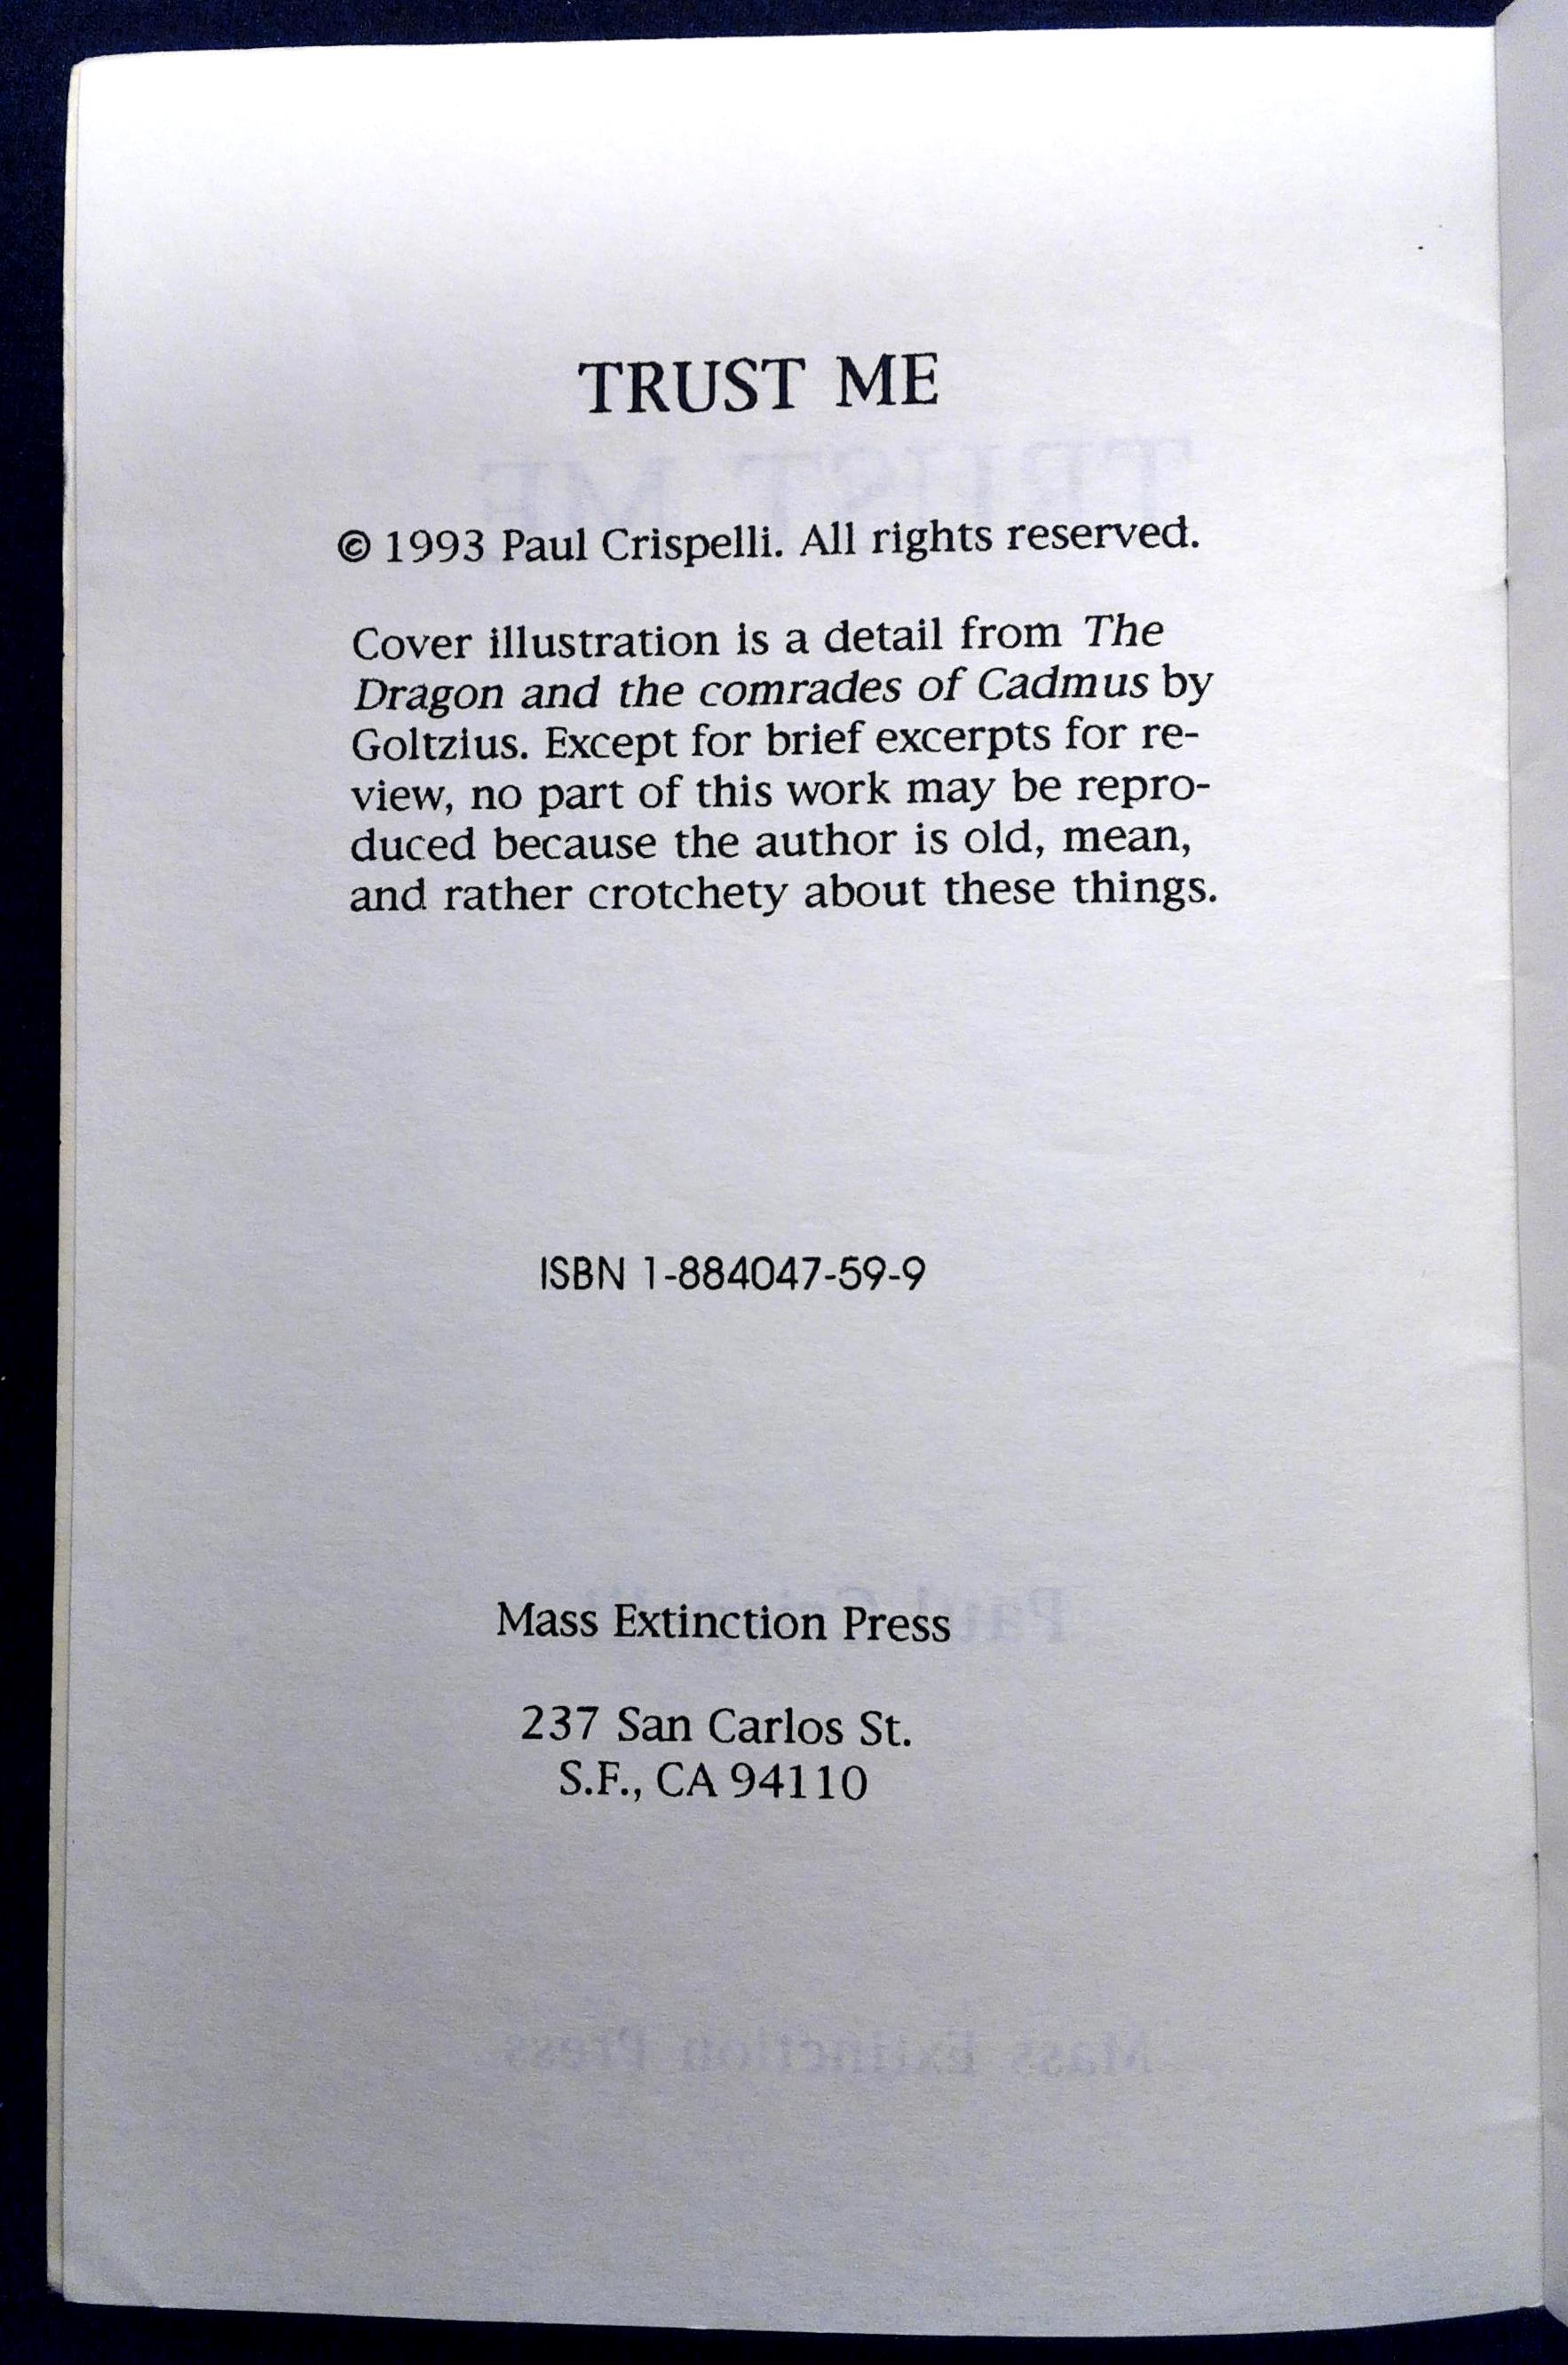 TRUST ME
© 1993 Paul Crispelli. All rights reserved.
Cover illustration is a detail from The
Dragon and the comrades of Cadmus by
Goltzius. Except for brief excerpts for re-
view, no part of this work may be repro-
duced because the author is old, mean,
and rather crotchety about these things.
ISBN 1-884047-59-9
Mass Extinction Press
237 San Carlos St.
S.F., CA 94110